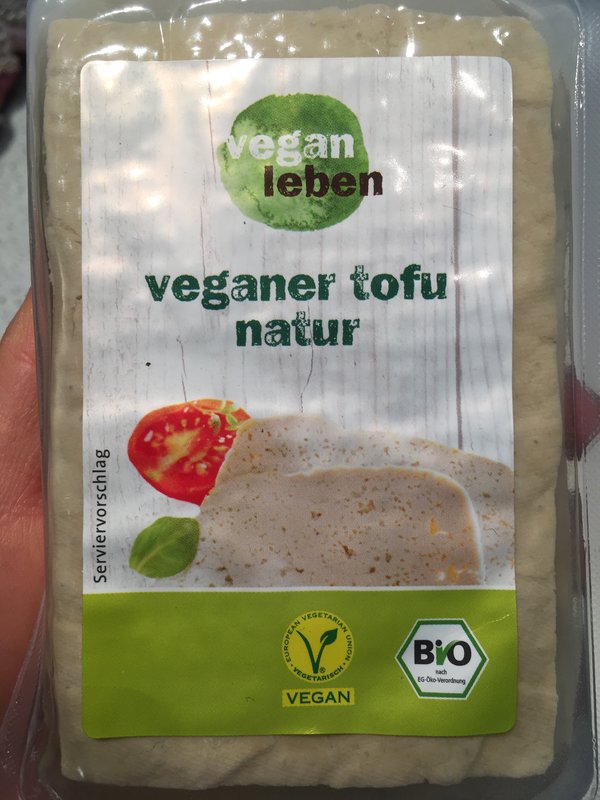 vegan
leben
veganer tofu
natur
Serviervorschlag
EUROPEAN VEGETARIAN UNION
• VEGETARISCH •
VEGAN
BiO
nach
EG-Öko-Verordnung